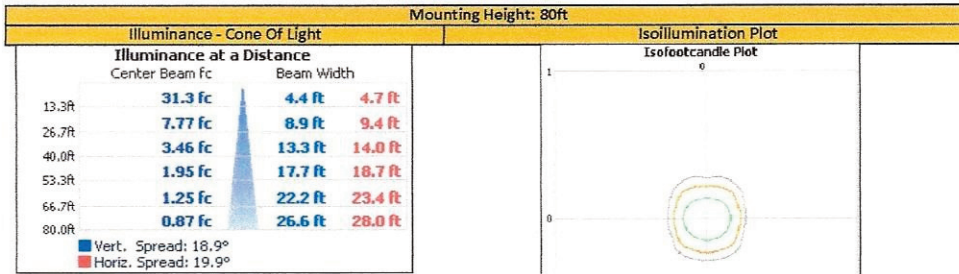 Mounting Height: 80ft
Illuminance - Cone Of Light
Isoillumination Plot
Illuminance at a Distance
Center Beam fc Beam Width
13.3ft 31.3 fc 4.4 ft 4.7 ft
26.7ft 7.77 fc 8.9 ft 9.4 ft
40.0ft 3.46 fc 13.3 ft 14.0 ft
53.3ft 1.95 fc 17.7 ft 18.7 ft
66.7ft 1.25 fc 22.2 ft 23.4 ft
80.0ft 0.87 fc 26.6 ft 28.0 ft
Vert. Spread: 18.9°
Horiz. Spread: 19.9°
Isofootcandle Plot
0
1
0